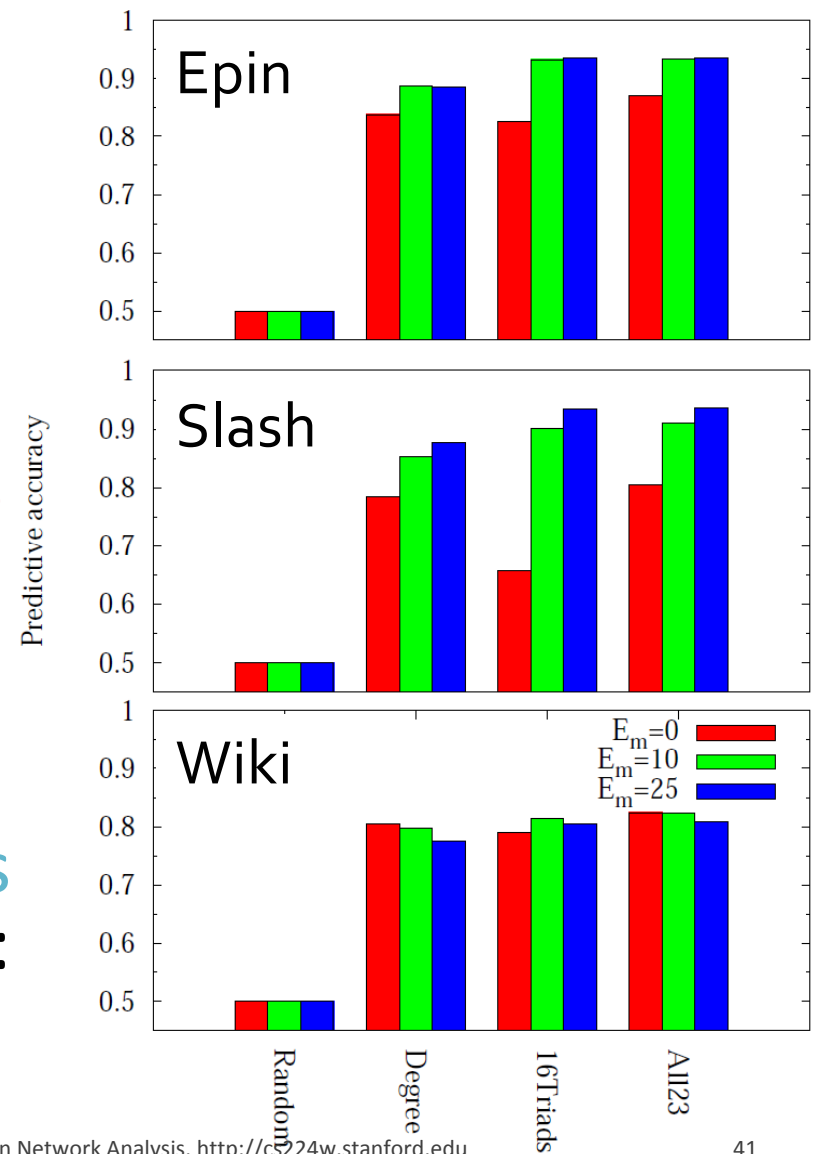 1
0.9
0.8
0.7
0.6
0.5
Epin
1
0.9
0.8
0.7
0.6
0.5
Slash
Predictive accuracy
1
0.9
0.8
0.7
0.6
0.5
Wiki
E_m=0
E_m=10
E_m=25
s
:
Random
Degree
16Triads
All23
n Network Analysis, http://cs224w.stanford.edu
41